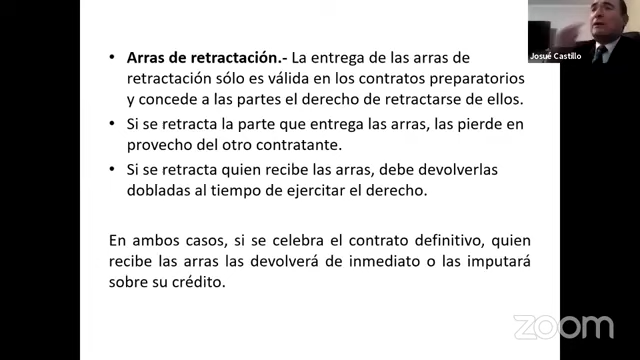 • Arras de retractación.- La entrega de las arras de
retractación sólo es válida en los contratos preparatorios
y concede a las partes el derecho de retractarse de ellos.
• Si se retracta la parte que entrega las arras, las pierde en
provecho del otro contratante.
• Si se retracta quien recibe las arras, debe devolverlas
dobladas al tiempo de ejercitar el derecho.
En ambos casos, si se celebra el contrato definitivo, quien
recibe las arras las devolverá de inmediato o las imputará
sobre su crédito.
Josué Castillo
zoom